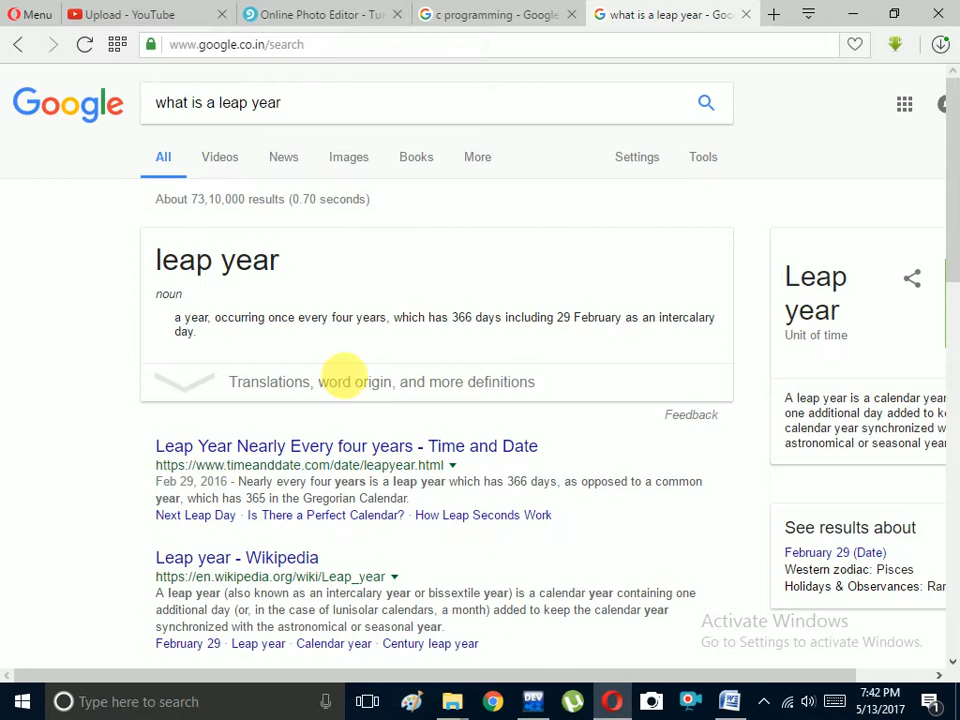 Menu
Upload - YouTube
Online Photo Editor - Tu
c programming - Google
what is a leap year - Goo
www.google.co.in/search
Google
what is a leap year
All
Videos
News
Images
Books
More
Settings
Tools
About 73,10,000 results (0.70 seconds)
leap year
noun
a year, occurring once every four years, which has 366 days including 29 February as an intercalary
day.
Translations, word origin, and more definitions
Feedback
Leap Year Nearly Every four years - Time and Date
https://www.timeanddate.com/date/leapyear.html
Feb 29, 2016 - Nearly every four years is a leap year which has 366 days, as opposed to a common
year, which has 365 in the Gregorian Calendar.
Next Leap Day · Is There a Perfect Calendar? · How Leap Seconds Work
Leap year - Wikipedia
https://en.wikipedia.org/wiki/Leap_year
A leap year (also known as an intercalary year or bissextile year) is a calendar year containing one
additional day (or, in the case of lunisolar calendars, a month) added to keep the calendar year
synchronized with the astronomical or seasonal year.
February 29 · Leap year · Calendar year · Century leap year
Leap
year
Unit of time
A leap year is a calendar year
one additional day added to k
calendar year synchronized w
astronomical or seasonal year
See results about
February 29 (Date)
Western zodiac: Pisces
Holidays & Observances: Rar
Activate Windows
Go to Settings to activate Windows.
Type here to search
DEV
7:42 PM
5/13/2017
1